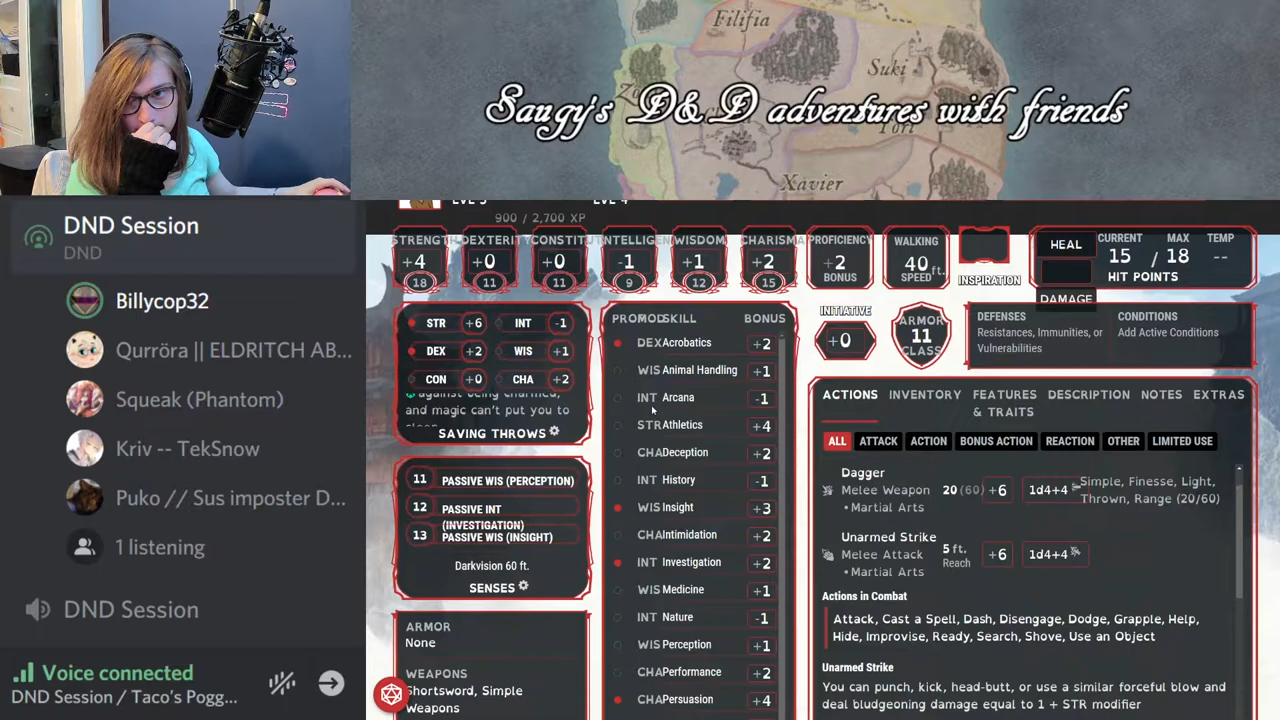 Filifia
Suki
Saugy's D&D adventures with friends
Tori
Xavier
DND Session
DND
Billycop32
Qurröra || ELDRITCH AB...
Squeak (Phantom)
Kriv -- TekSnow
Puko // Sus imposter D...
1 listening
DND Session
Voice connected
DND Session / Taco's Pogg...
900 / 2,700 XP
STRENGTH DEXTERITY CONSTITUT INTELLIGEN WISDOM CHARISMA PROFICIENCY WALKING
+4 +0 +0 -1 +1 +2 +2 40 ft.
18 11 11 9 12 15 BONUS SPEED
INSPIRATION
HEAL CURRENT MAX TEMP
15 / 18 --
HIT POINTS
DAMAGE
STR +6 INT -1
DEX +2 WIS +1
CON +0 CHA +2
against being charmed,
and magic can't put you to
SAVING THROWS
11 PASSIVE WIS (PERCEPTION)
12 PASSIVE INT
(INVESTIGATION)
13 PASSIVE WIS (INSIGHT)
Darkvision 60 ft.
SENSES
ARMOR
None
WEAPONS
Shortsword, Simple
Weapons
PROF MOD SKILL BONUS
DEX Acrobatics +2
WIS Animal Handling +1
INT Arcana -1
STR Athletics +4
CHA Deception +2
INT History -1
WIS Insight +3
CHA Intimidation +2
INT Investigation +2
WIS Medicine +1
INT Nature -1
WIS Perception +1
CHA Performance +2
CHA Persuasion +4
INITIATIVE
+0
ARMOR
11
CLASS
DEFENSES
Resistances, Immunities, or
Vulnerabilities
CONDITIONS
Add Active Conditions
ACTIONS INVENTORY FEATURES & TRAITS DESCRIPTION NOTES EXTRAS
ALL ATTACK ACTION BONUS ACTION REACTION OTHER LIMITED USE
Dagger
Melee Weapon 20 (60) +6 1d4+4 Simple, Finesse, Light,
• Martial Arts Thrown, Range (20/60)
Unarmed Strike
Melee Attack 5 ft. +6 1d4+4
• Martial Arts Reach
Actions in Combat
Attack, Cast a Spell, Dash, Disengage, Dodge, Grapple, Help,
Hide, Improvise, Ready, Search, Shove, Use an Object
Unarmed Strike
You can punch, kick, head-butt, or use a similar forceful blow and
deal bludgeoning damage equal to 1 + STR modifier